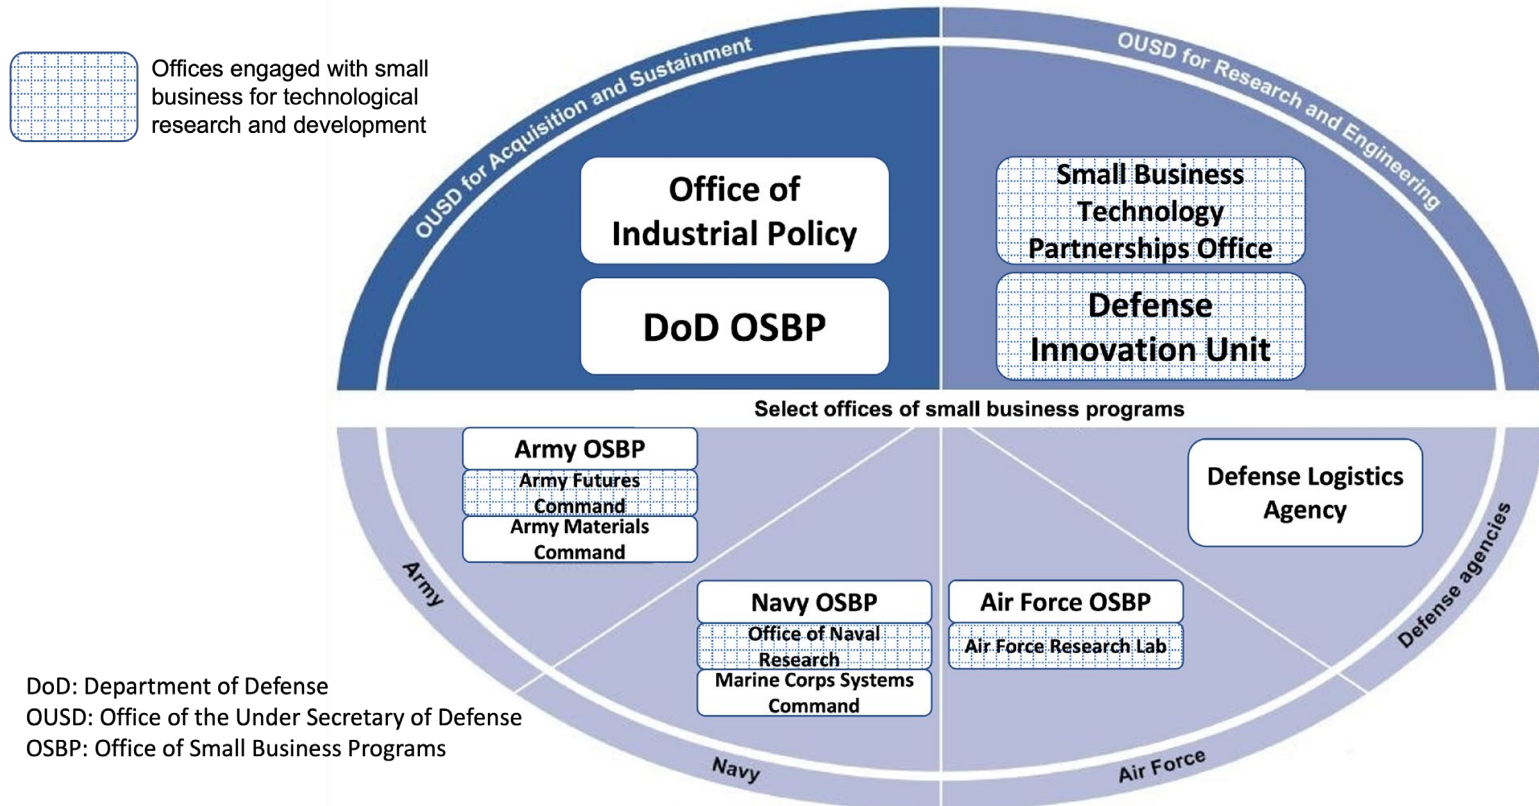 Offices engaged with small
business for technological
research and development
OUSD for Acquisition and Sustainment
OUSD for Research and Engineering
Office of
Industrial Policy
DoD OSBP
Small Business
Technology
Partnerships Office
Defense
Innovation Unit
Select offices of small business programs
Army OSBP
Army Futures
Command
Army Materials
Command
Army
Navy OSBP
Office of Naval
Research
Marine Corps Systems
Command
Navy
Air Force OSBP
Air Force Research Lab
Air Force
Defense Logistics
Agency
Defense agencies
DoD: Department of Defense
OUSD: Office of the Under Secretary of Defense
OSBP: Office of Small Business Programs